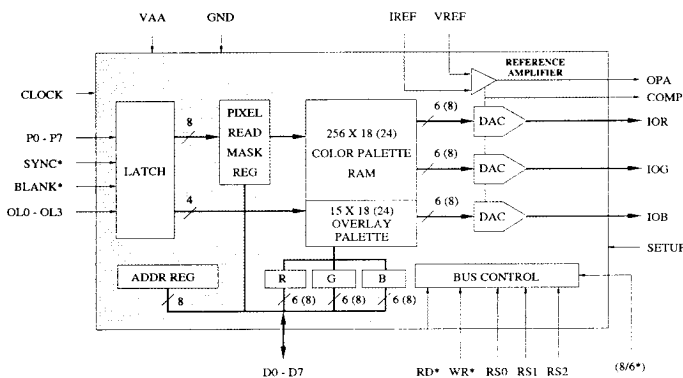 VAA GND IREF VREF
REFERENCE
AMPLIFIER
OPA
CLOCK
COMP
6 (8)
8
PIXEL
READ
MASK
REG
256 X 18 (24)
COLOR PALETTE
RAM
DAC
IOR
P0 - P7
SYNC*
LATCH
6 (8)
DAC
IOG
BLANK*
4
6 (8)
OL0 - OL3
15 X 18 (24)
OVERLAY
PALETTE
DAC
IOB
SETUP
ADDR REG
R G B
BUS CONTROL
8
6 (8) 6 (8) 6 (8)
D0 - D7
RD* WR* RS0 RS1 RS2
(8/6*)